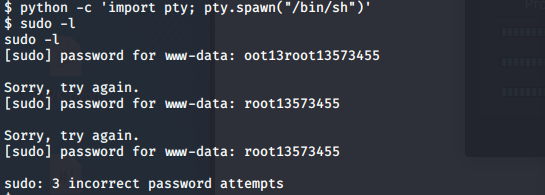 $ python -c 'import pty; pty.spawn("/bin/sh")'
$ sudo -l
sudo -l
[sudo] password for www-data: oot13root13573455
Sorry, try again.
[sudo] password for www-data: root13573455
Sorry, try again.
[sudo] password for www-data: root13573455
sudo: 3 incorrect password attempts